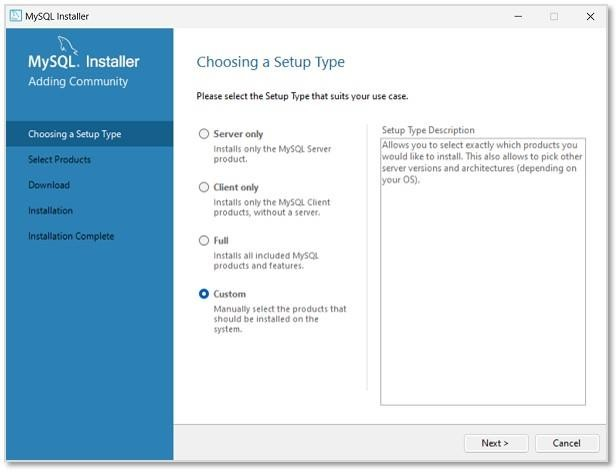 MySQL Installer
MySQL. Installer
Adding Community
Choosing a Setup Type
Select Products
Download
Installation
Installation Complete
Choosing a Setup Type
Please select the Setup Type that suits your use case.
Server only
Installs only the MySQL Server
product.
Client only
Installs only the MySQL Client
products, without a server.
Full
Installs all included MySQL
products and features.
Custom
Manually select the products that
should be installed on the
system.
Setup Type Description
Allows you to select exactly which products you
would like to install. This also allows to pick other
server versions and architectures (depending on
your OS).
Next >
Cancel